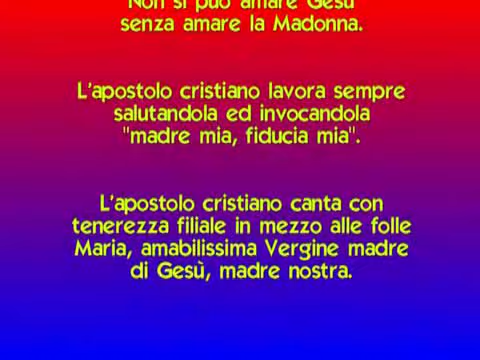 Non si può amare Gesù
senza amare la Madonna.
L'apostolo cristiano lavora sempre
salutandola ed invocandola
"madre mia, fiducia mia".
L'apostolo cristiano canta con
tenerezza filiale in mezzo alle folle
Maria, amabilissima Vergine madre
di Gesù, madre nostra.